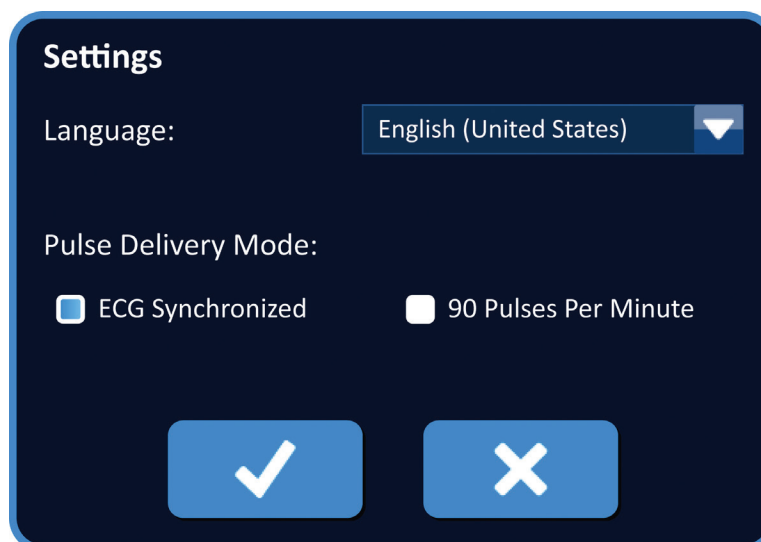 Settings
Language: English (United States)
Pulse Delivery Mode:
ECG Synchronized 90 Pulses Per Minute